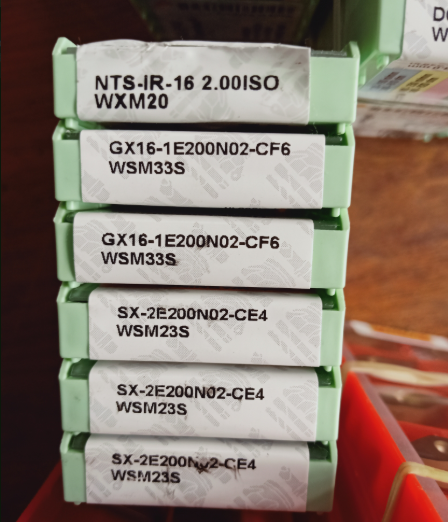 NTS-IR-16 2.00ISO
WXM20
GX16-1E200N02-CF6
WSM33S
GX16-1E200N02-CF6
WSM33S
SX-2E200N02-CE4
WSM23S
SX-2E200N02-CE4
WSM23S
SX-2E200N02-CE4
WSM23S